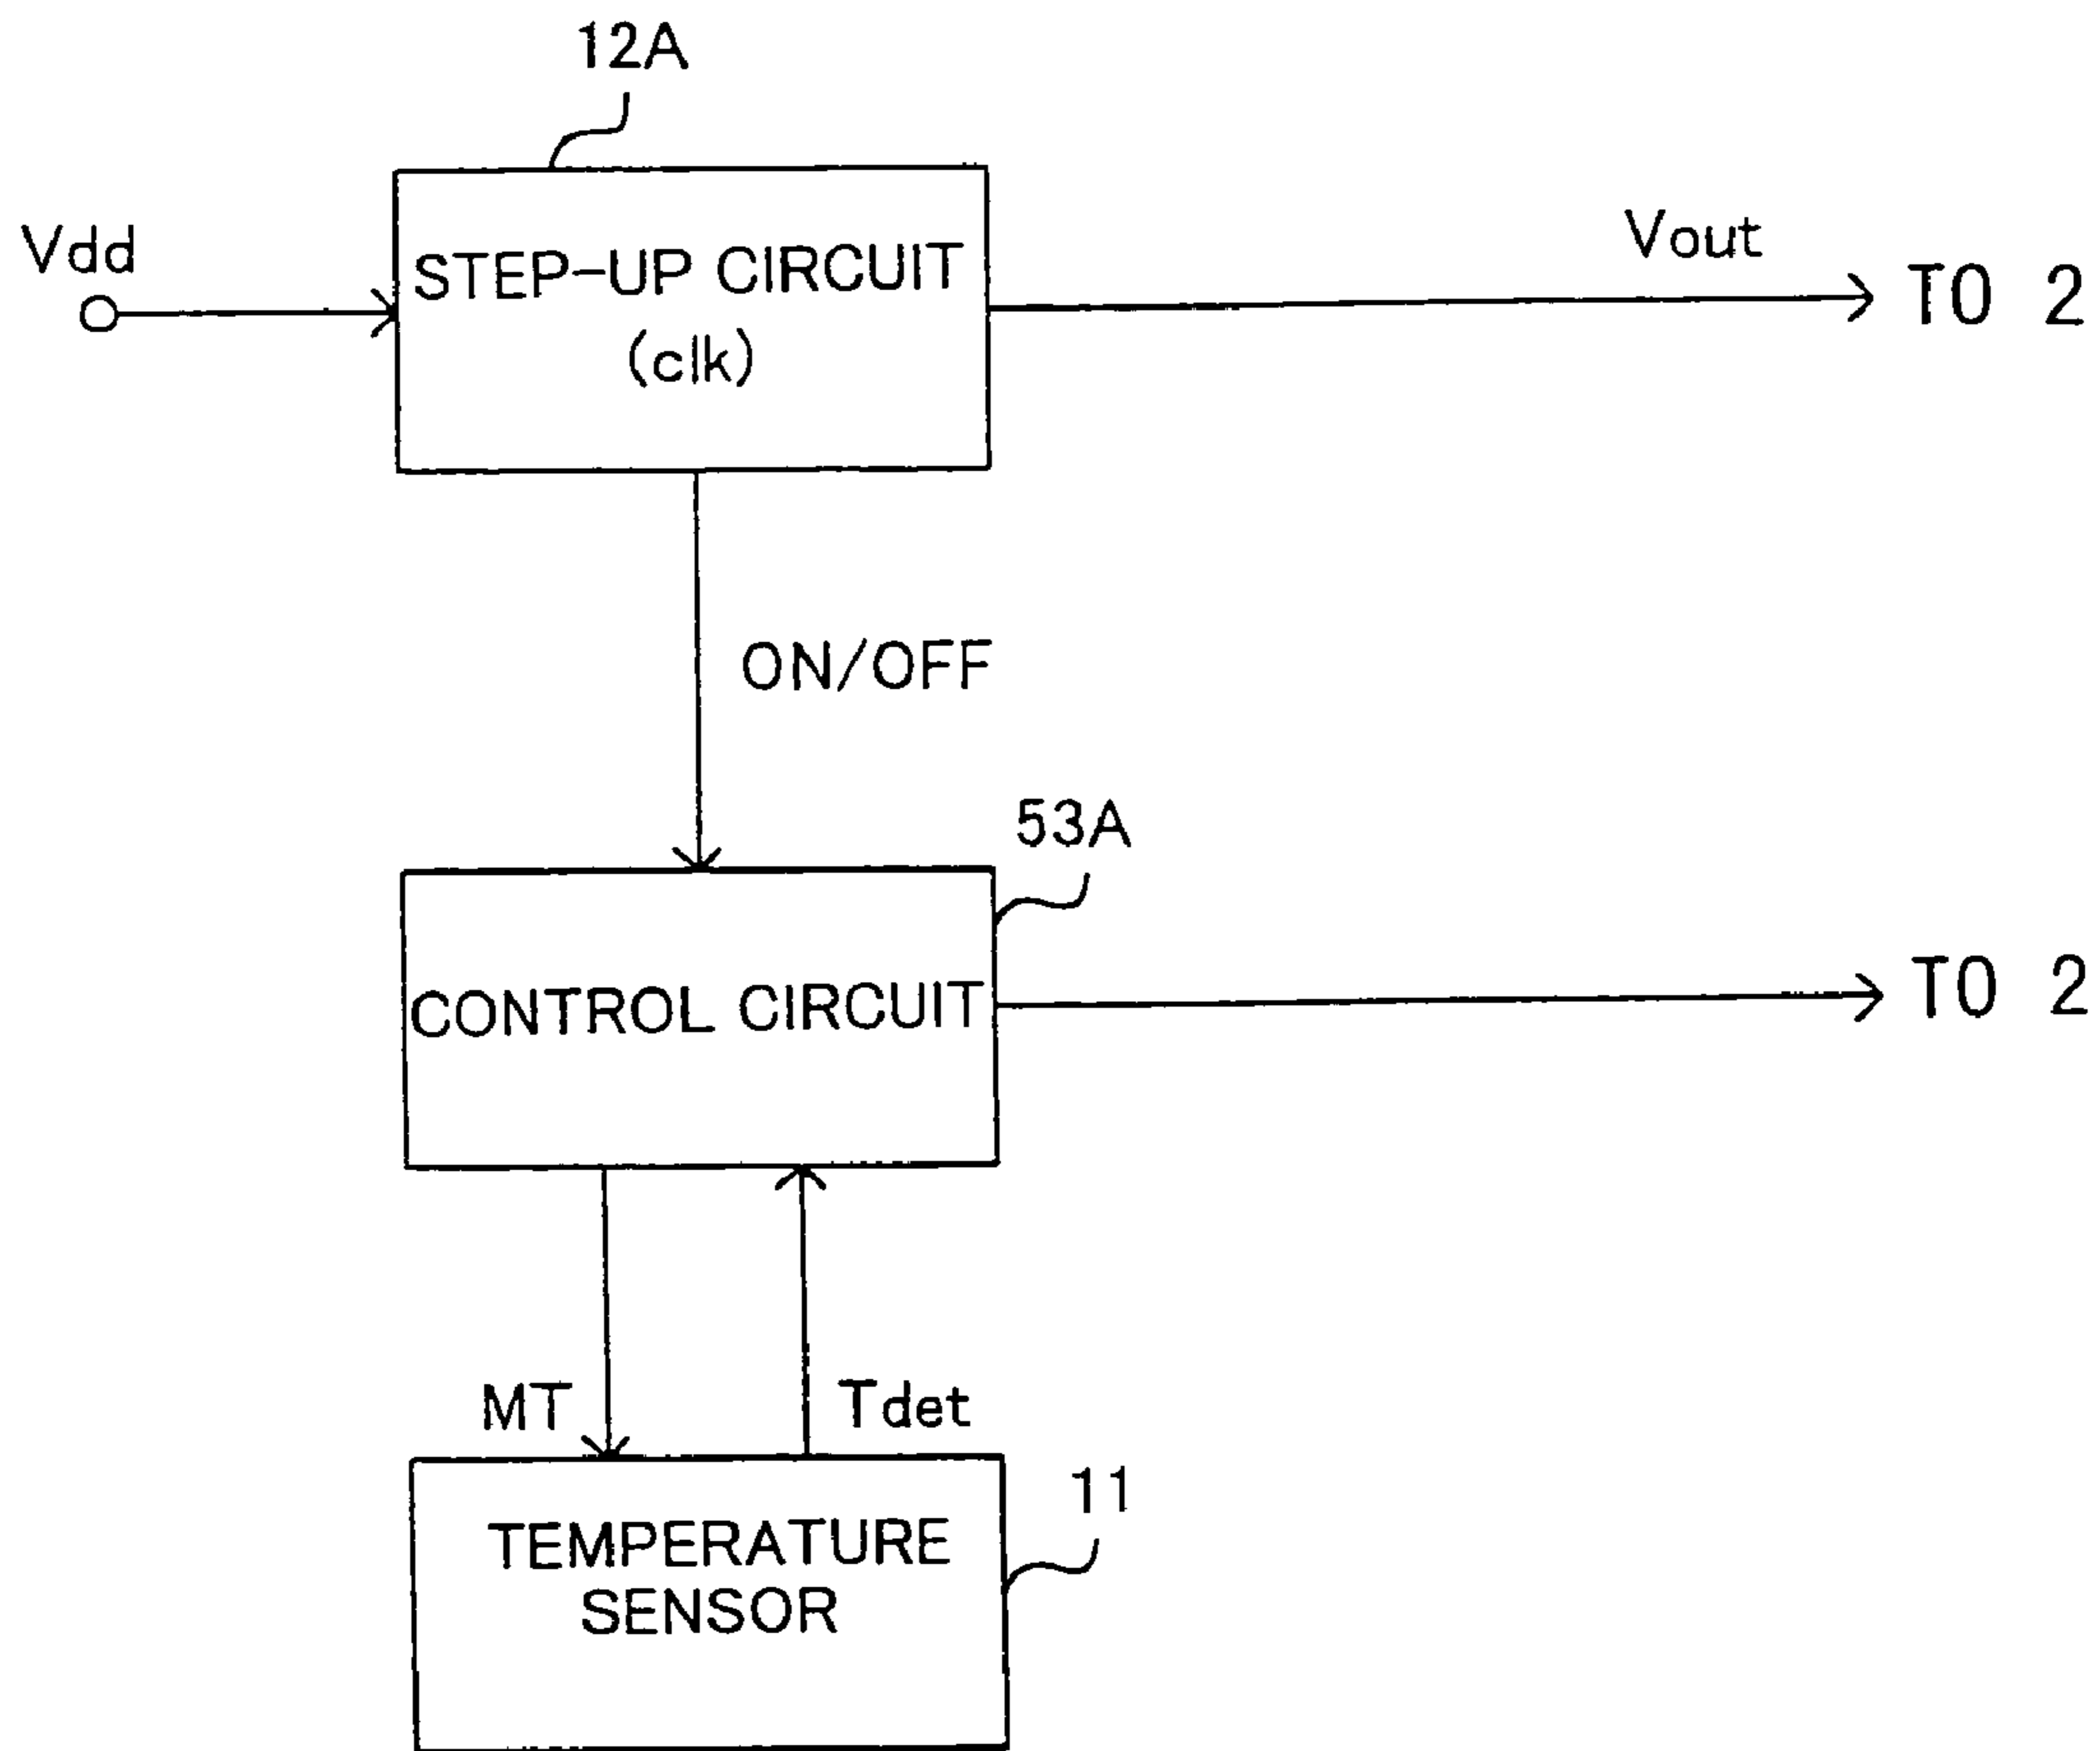 12A
Vdd
STEP-UP CIRCUIT
(clk)
Vout
TO 2
ON/OFF
53A
CONTROL CIRCUIT
TO 2
MT
Tdet
11
TEMPERATURE
SENSOR